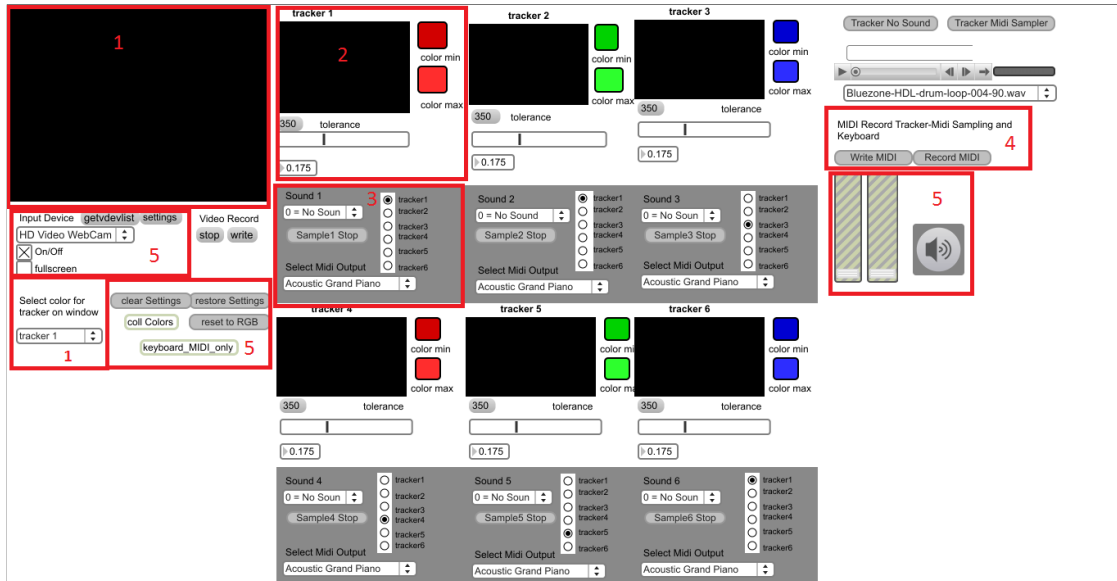 1
Input Device getvdevlist settings
HD Video WebCam
On/Off
fullscreen
5
Video Record
stop write
Select color for
tracker on window
tracker 1
1
clear Settings restore Settings
coll Colors reset to RGB
keyboard_MIDI_only 5
tracker 1
2
color min
color max
350 tolerance
0.175
tracker 2
color min
color max
350 tolerance
0.175
tracker 3
color min
color max
350 tolerance
0.175
Sound 1
3
0 = No Soun
Sample1 Stop
Select Midi Output
Acoustic Grand Piano
tracker1
tracker2
tracker3
tracker4
tracker5
tracker6
Sound 2
0 = No Sound
Sample2 Stop
Select Midi Output
Acoustic Grand Piano
tracker1
tracker2
tracker3
tracker4
tracker5
tracker6
Sound 3
0 = No Soun
Sample3 Stop
Select Midi Output
Acoustic Grand Piano
tracker1
tracker2
tracker3
tracker4
tracker5
tracker6
tracker 4
color min
color max
350 tolerance
0.175
tracker 5
color mi
color ma
350 tolerance
0.175
tracker 6
color min
color max
350 tolerance
0.175
Sound 4
0 = No Soun
Sample4 Stop
Select Midi Output
Acoustic Grand Piano
tracker1
tracker2
tracker3
tracker4
tracker5
tracker6
Sound 5
0 = No Soun
Sample5 Stop
Select Midi Output
Acoustic Grand Piano
tracker1
tracker2
tracker3
tracker4
tracker5
tracker6
Sound 6
0 = No Soun
Sample6 Stop
Select Midi Output
Acoustic Grand Piano
tracker1
tracker2
tracker3
tracker4
tracker5
tracker6
Tracker No Sound Tracker Midi Sampler
Bluezone-HDL-drum-loop-004-90.wav
MIDI Record Tracker-Midi Sampling and
Keyboard
4
Write MIDI Record MIDI
5